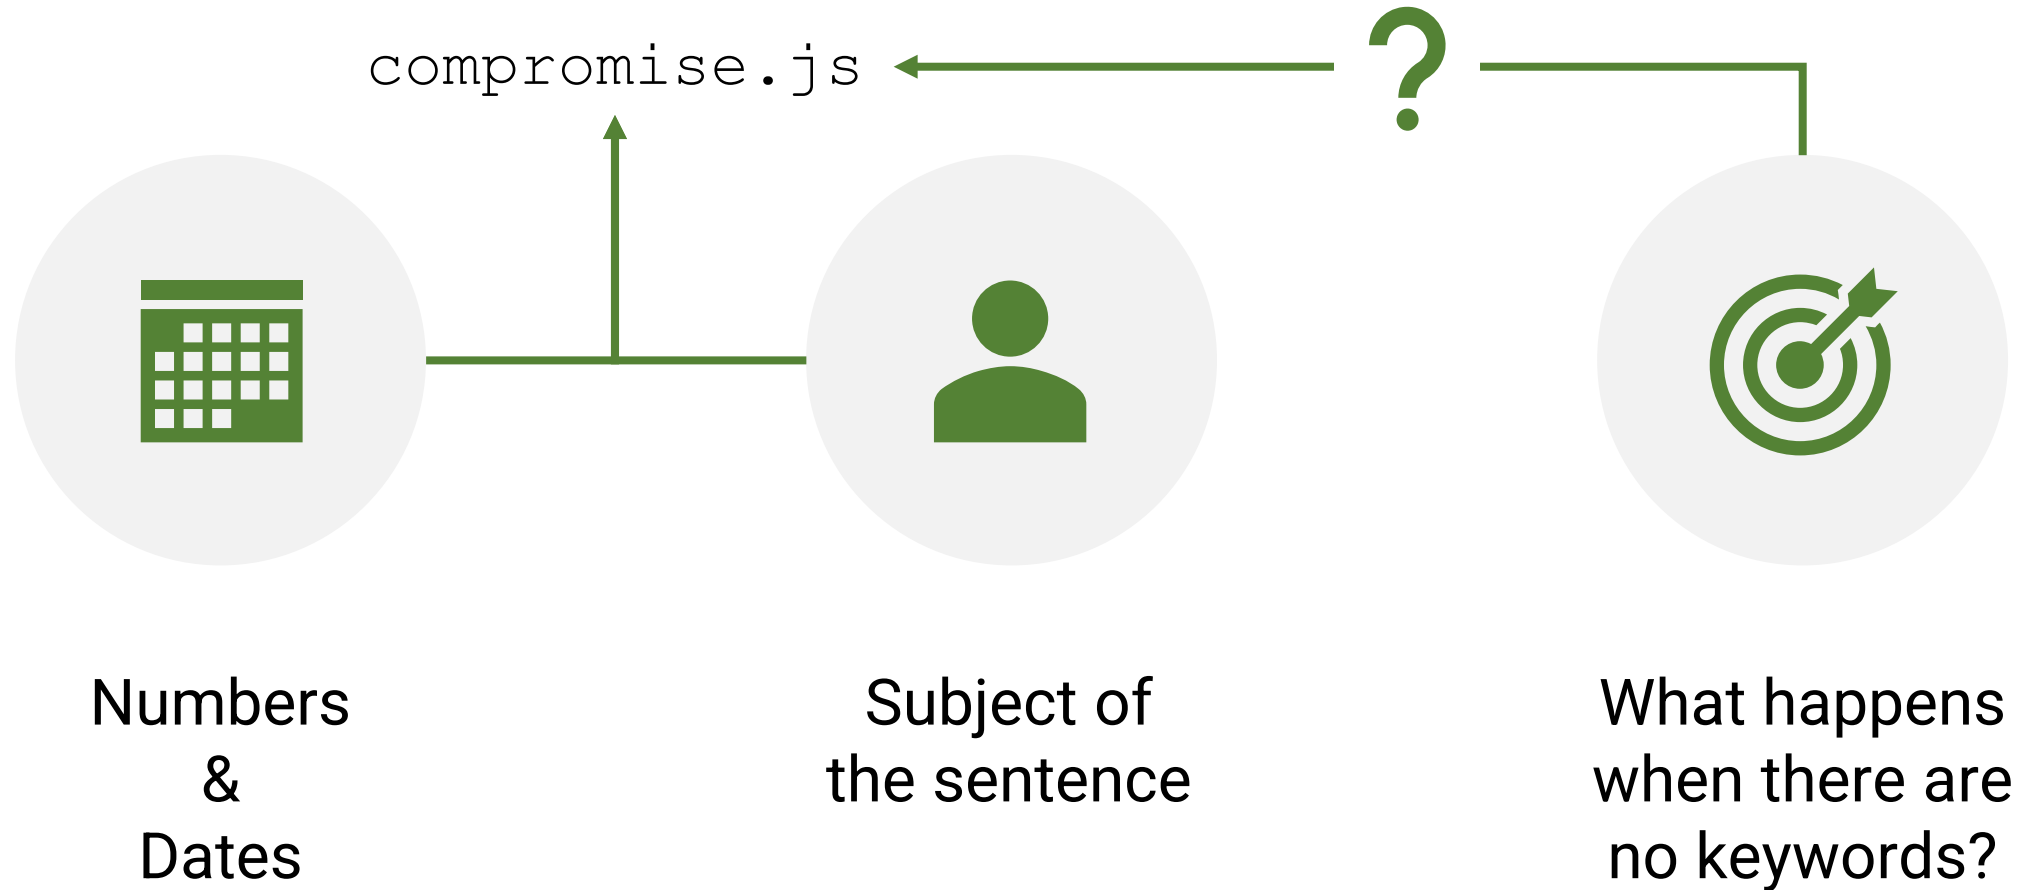 compromise.js
?
Numbers
&
Dates
Subject of
the sentence
What happens
when there are
no keywords?